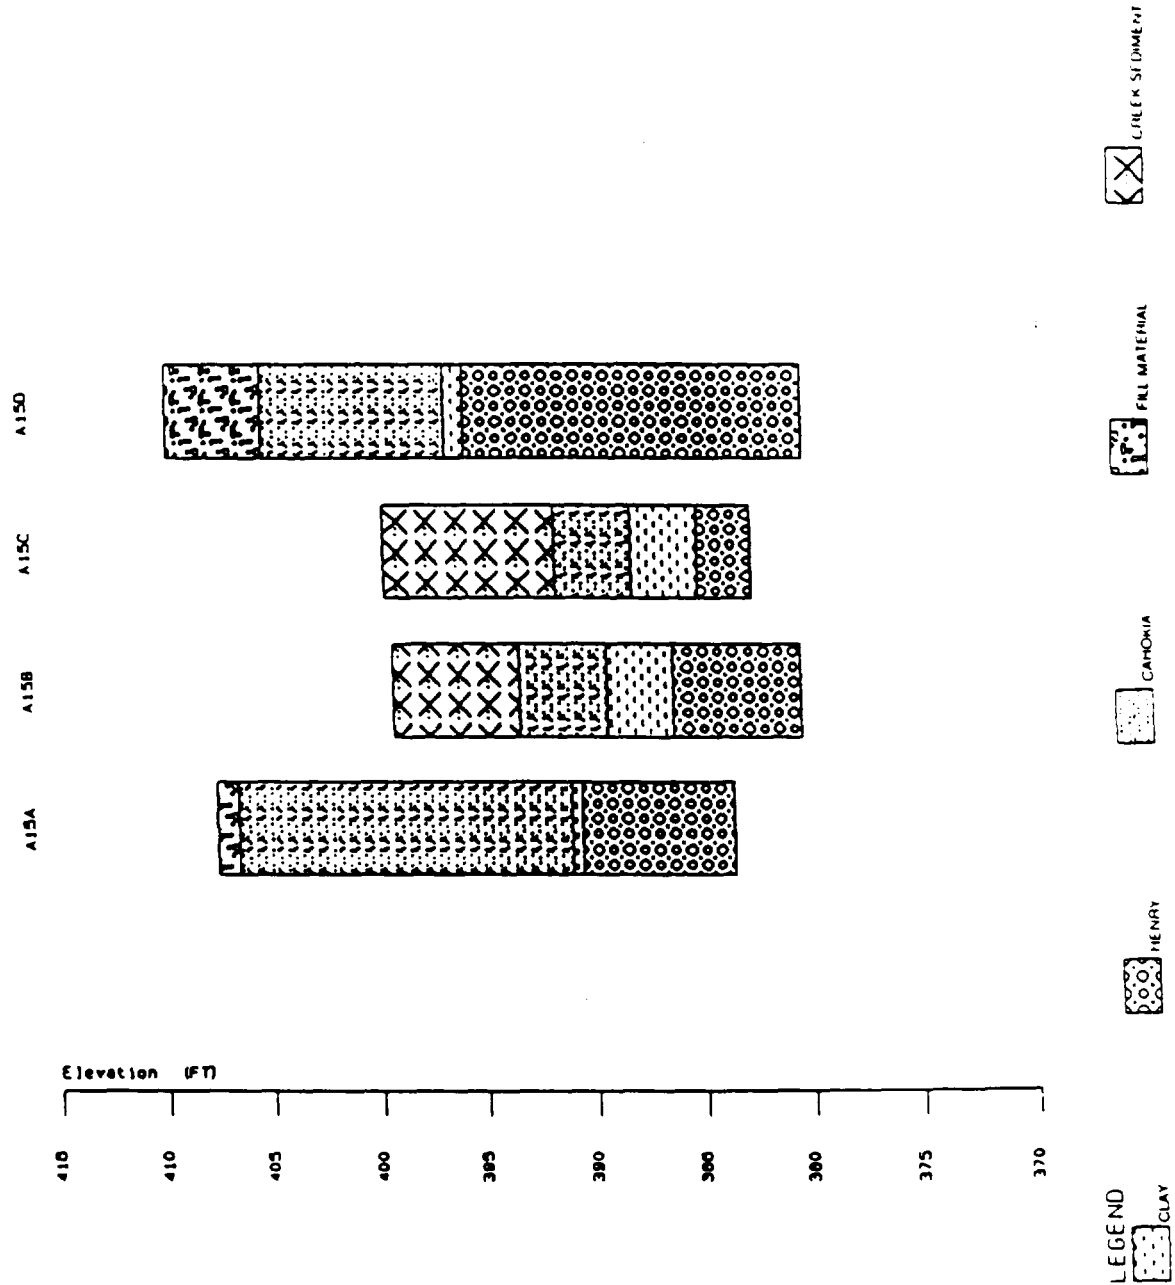 A15A
A15B
A15C
A15D
Elevation (FT)
415
410
405
400
395
390
385
380
375
370
LEGEND
CLAY
HENRY
CAHOKIA
FILL MATERIAL
CREEK SEDIMENT